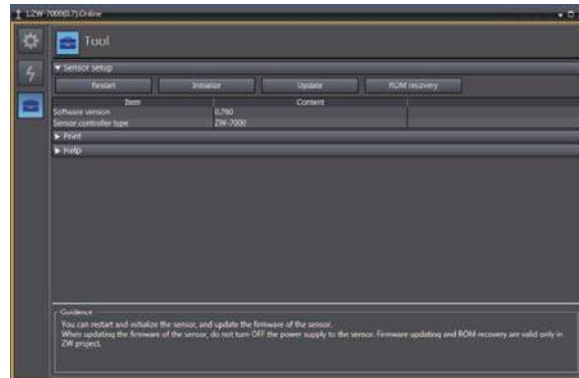 1.ZW-7000(0.7):Online
Tool
Sensor setup
Restart Initialize Update ROM recovery
Item Content
Software version 0.760
Sensor controller type ZW-7000
Print
Help
Guidence
You can restart and initialize the sensor, and update the firmware of the sensor.
When updating the firmware of the sensor, do not turn OFF the power supply to the sensor. Firmware updating and ROM recovery are valid only in
ZW project.